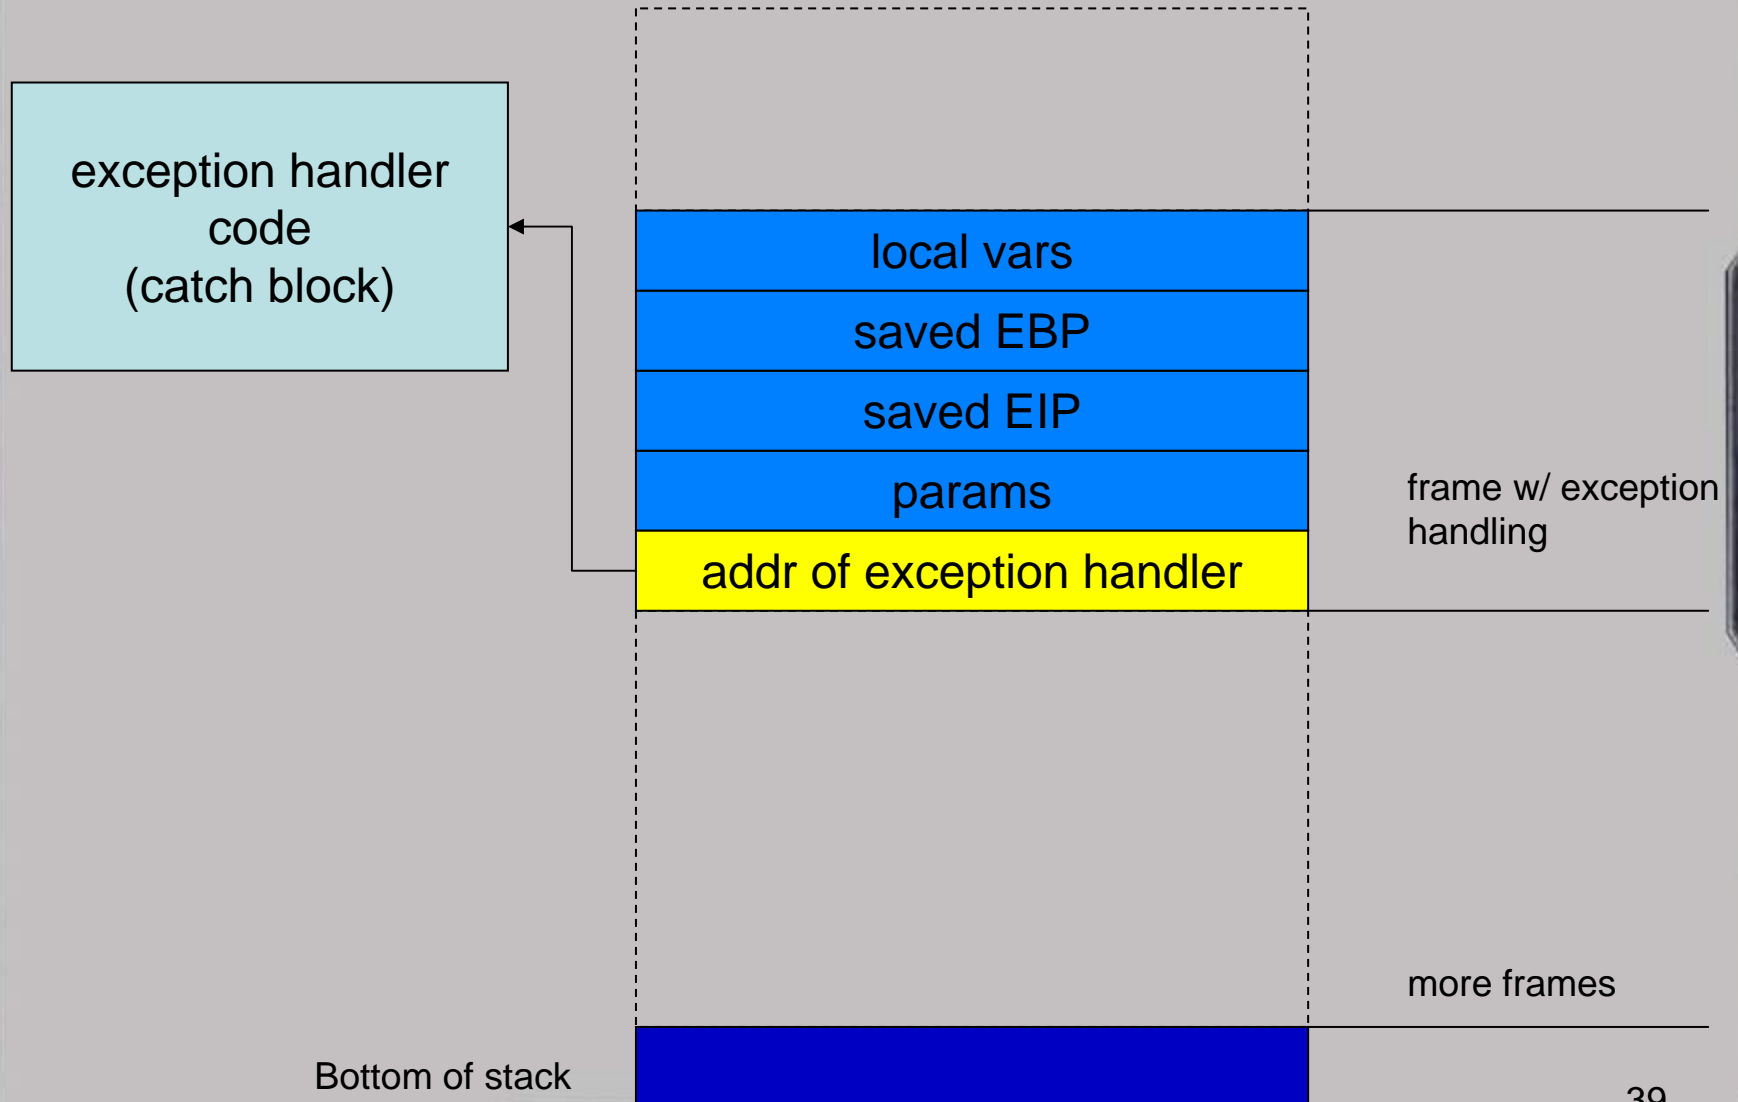 exception handler
code
(catch block)
local vars
saved EBP
saved EIP
params
addr of exception handler
frame w/ exception
handling
more frames
Bottom of stack
39